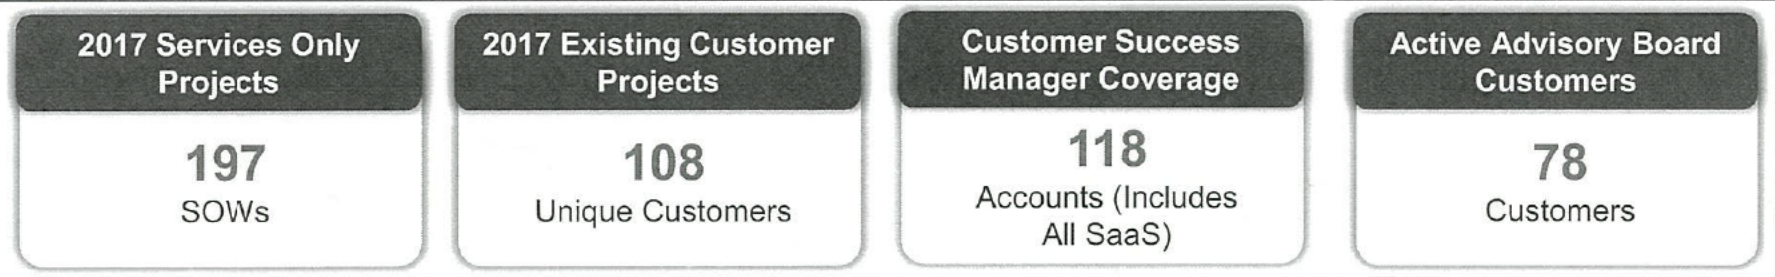 2017 Services Only
Projects
197
SOWs
2017 Existing Customer
Projects
108
Unique Customers
Customer Success
Manager Coverage
118
Accounts (Includes
All SaaS)
Active Advisory Board
Customers
78
Customers